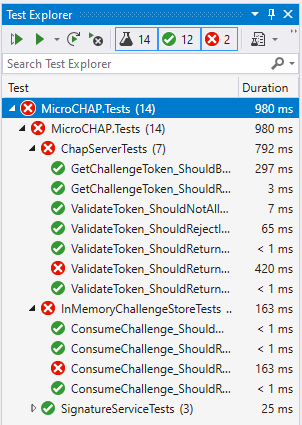 Test Explorer
14 12 2
Search Test Explorer
Test Duration
MicroCHAP.Tests (14) 980 ms
MicroCHAP.Tests (14) 980 ms
ChapServerTests (7) 792 ms
GetChallengeToken_ShouldB... 297 ms
GetChallengeToken_ShouldR... 3 ms
ValidateToken_ShouldNotAll... 7 ms
ValidateToken_ShouldRejectI... 65 ms
ValidateToken_ShouldReturn... < 1 ms
ValidateToken_ShouldReturn... 420 ms
ValidateToken_ShouldReturn... < 1 ms
InMemoryChallengeStoreTests ... 163 ms
ConsumeChallenge_Should... < 1 ms
ConsumeChallenge_ShouldR... < 1 ms
ConsumeChallenge_ShouldR... 163 ms
ConsumeChallenge_ShouldR... < 1 ms
SignatureServiceTests (3) 25 ms